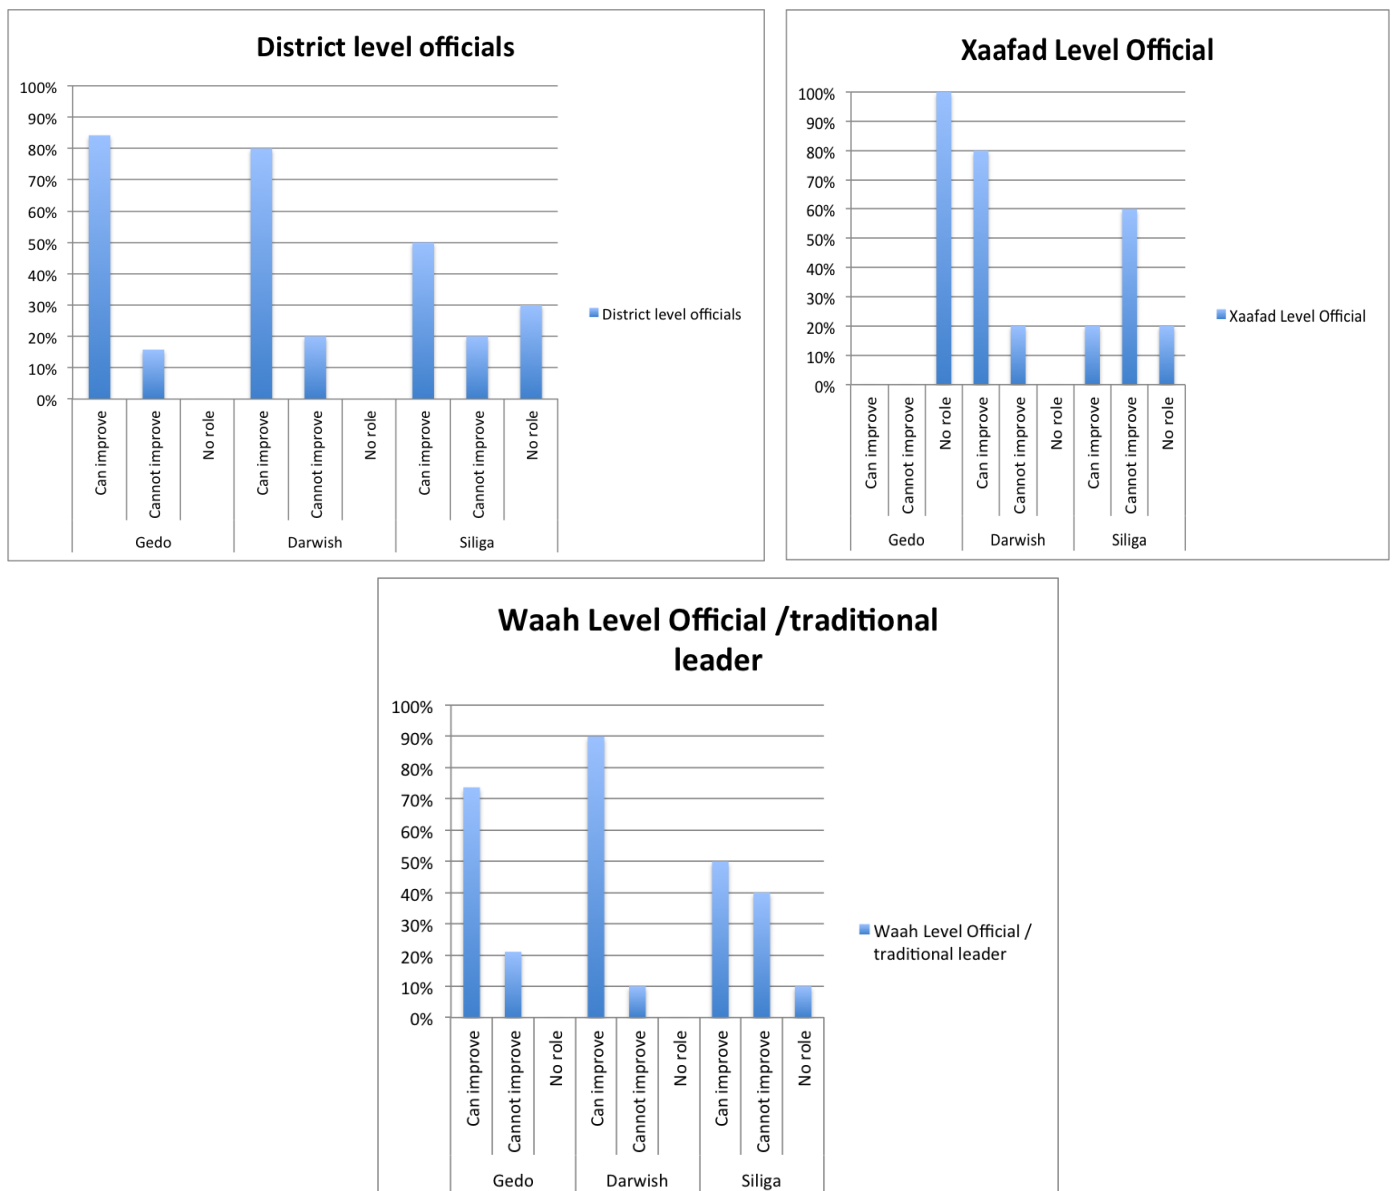 District level officials
100%
90%
80%
70%
60%
50%
40%
30%
20%
10%
0%
Can improve
Cannot improve
No role
Can improve
Cannot improve
No role
Can improve
Cannot improve
No role
Gedo
Darwish
Siliga
District level officials
Xaafad Level Official
100%
90%
80%
70%
60%
50%
40%
30%
20%
10%
0%
Can improve
Cannot improve
No role
Can improve
Cannot improve
No role
Can improve
Cannot improve
No role
Gedo
Darwish
Siliga
Xaafad Level Official
Waah Level Official /traditional
leader
100%
90%
80%
70%
60%
50%
40%
30%
20%
10%
0%
Can improve
Cannot improve
No role
Can improve
Cannot improve
No role
Can improve
Cannot improve
No role
Gedo
Darwish
Siliga
Waah Level Official /
traditional leader